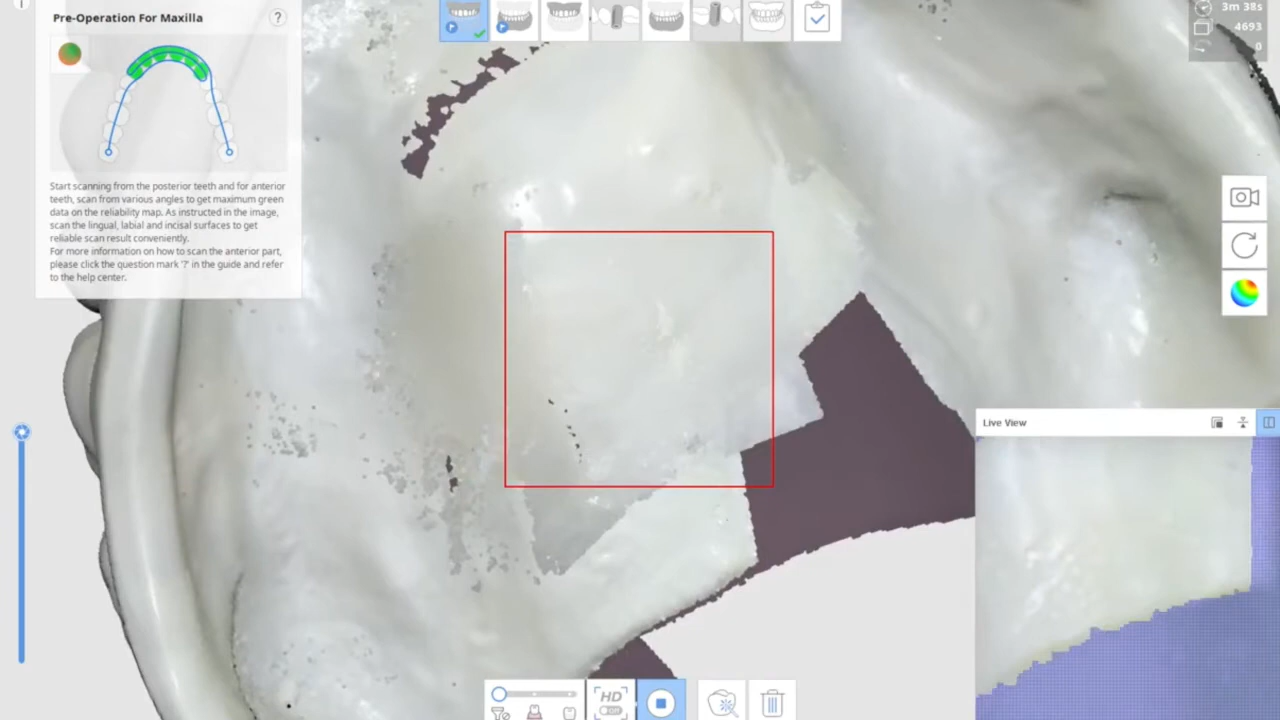 Pre-Operation For Maxilla
?
Start scanning from the posterior teeth and for anterior
teeth, scan from various angles to get maximum green
data on the reliability map. As instructed in the image,
scan the lingual, labial and incisal surfaces to get
reliable scan result conveniently.
For more information on how to scan the anterior part,
please click the question mark '?' in the guide and refer
to the help center.
3m 38s
4693
0
Live View
HD
Off